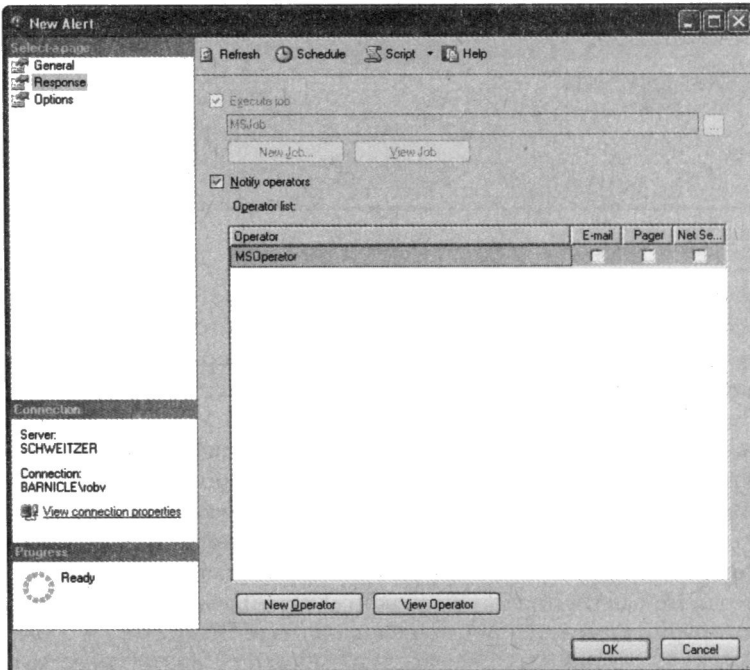 New Alert
Select a page
General
Response
Options
Refresh Schedule Script Help
Execute job
MSJob
New Job... View Job
Notify operators
Operator list:
Operator E-mail Pager Net Se...
MSOperator
Connection
Server:
SCHWEITZER
Connection:
BARNICLE\robv
View connection properties
Progress
Ready
New Operator View Operator
OK Cancel